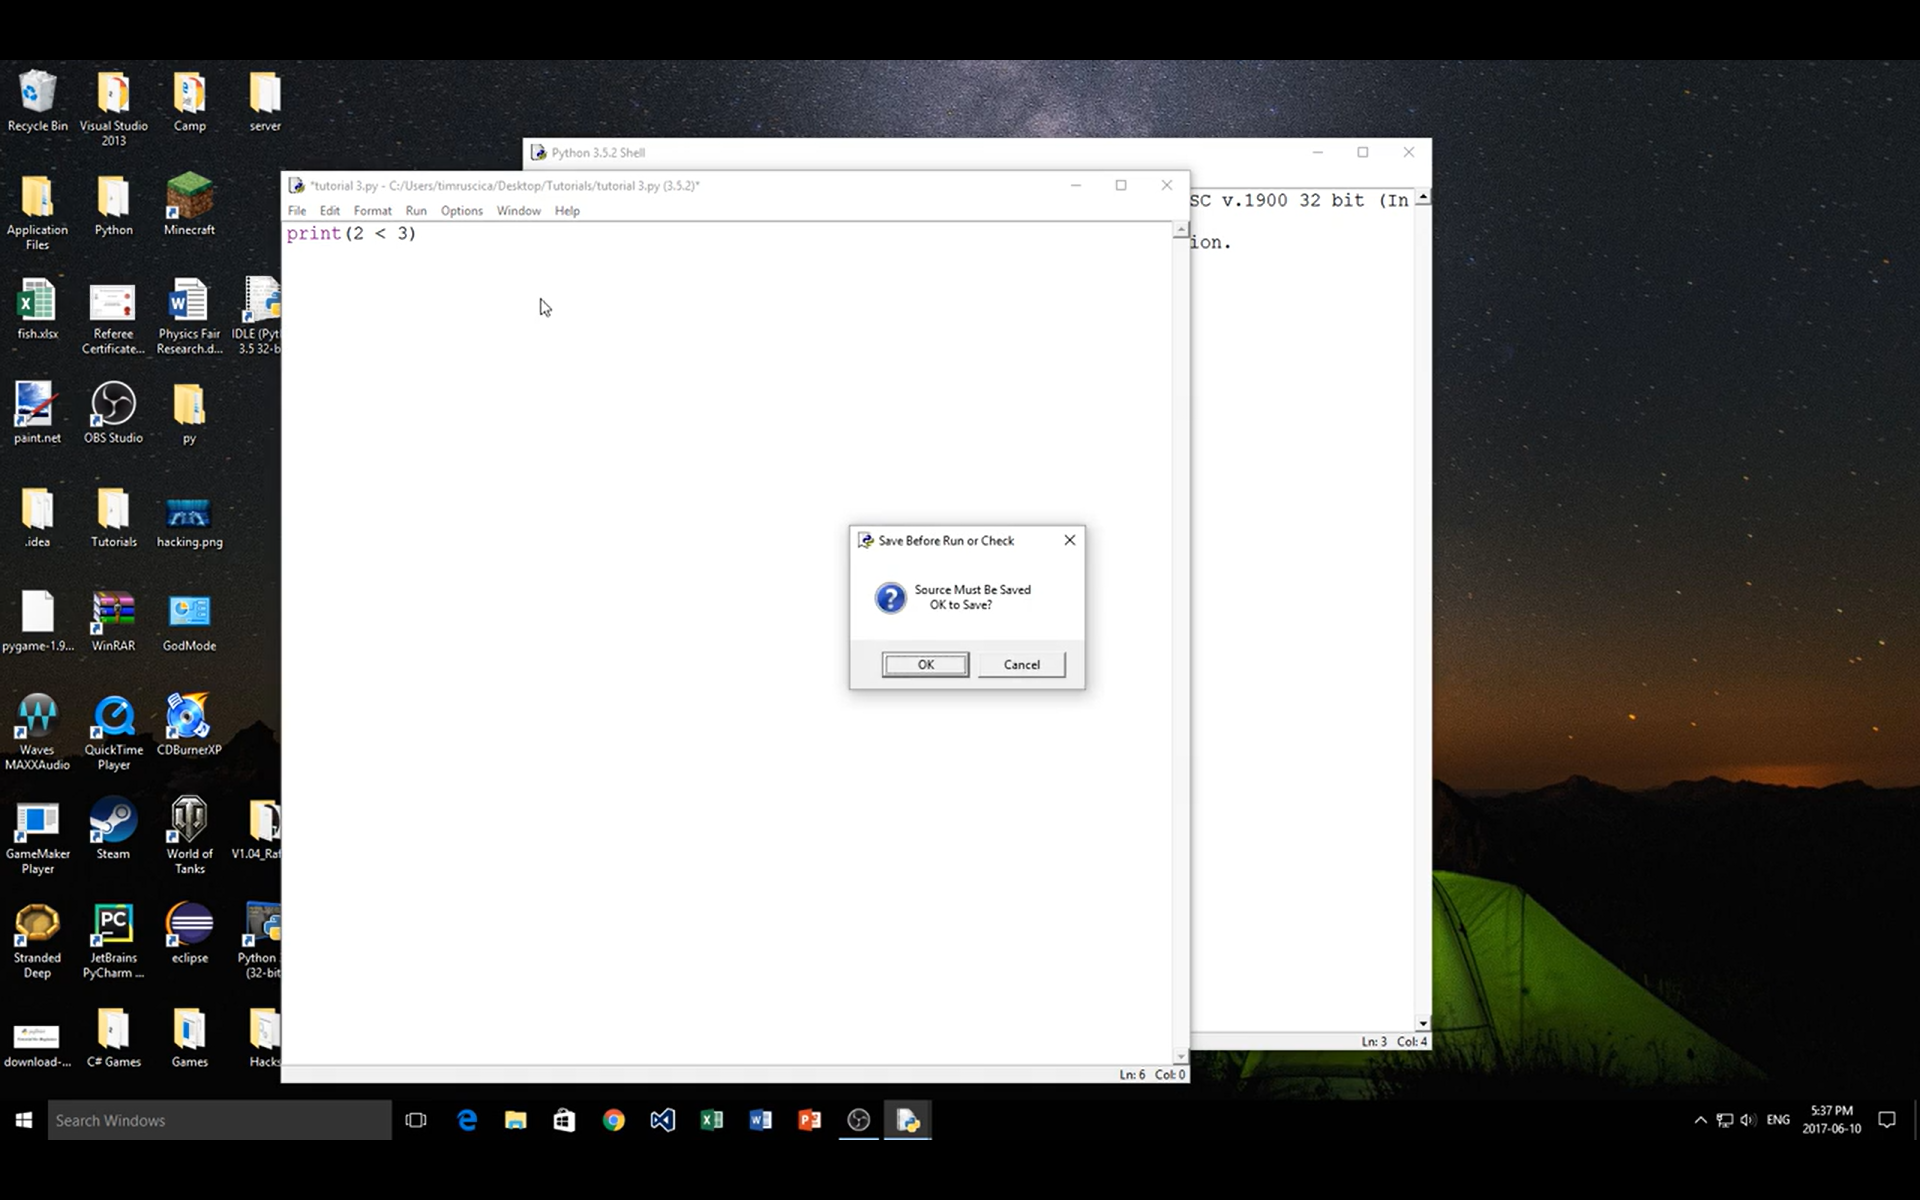 Recycle Bin
Visual Studio
2013
Camp
server
Application
Files
Python
Minecraft
fish.xlsx
Referee
Certificate...
Physics Fair
Research.d...
IDLE (Pyt
3.5 32-b
paint.net
OBS Studio
py
.idea
Tutorials
hacking.png
pygame-1.9...
WinRAR
GodMode
Waves
MAXXAudio
QuickTime
Player
CDBurnerXP
GameMaker
Player
Steam
World of
Tanks
V1.04_Raf
Stranded
Deep
JetBrains
PyCharm ...
eclipse
Python
(32-bit
download-...
C# Games
Games
Hacks
Python 3.5.2 Shell
SC v.1900 32 bit (In
ion.
Ln: 3 Col: 4
*tutorial 3.py - C:/Users/timruscica/Desktop/Tutorials/tutorial 3.py (3.5.2)*
File Edit Format Run Options Window Help
print(2 < 3)
Ln: 6 Col: 0
Save Before Run or Check
Source Must Be Saved
OK to Save?
OK Cancel
Search Windows
ENG
5:37 PM
2017-06-10